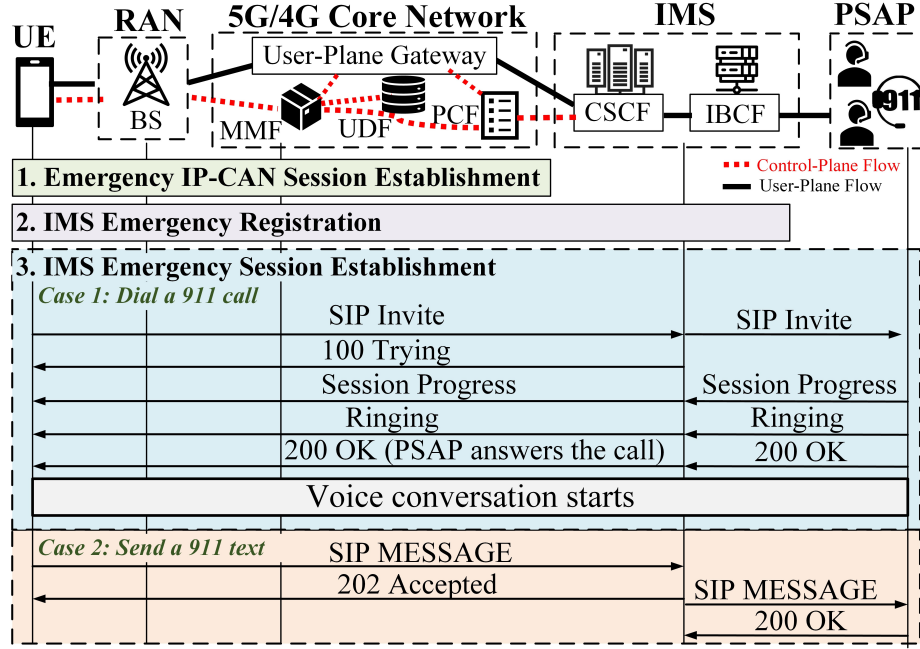 UE
RAN
5G/4G Core Network
IMS
PSAP
User-Plane Gateway
BS
MMF
UDF
PCF
CSCF
IBCF
911
Control-Plane Flow
User-Plane Flow
1. Emergency IP-CAN Session Establishment
2. IMS Emergency Registration
3. IMS Emergency Session Establishment
Case 1: Dial a 911 call
SIP Invite
SIP Invite
100 Trying
Session Progress
Session Progress
Ringing
Ringing
200 OK (PSAP answers the call)
200 OK
Voice conversation starts
Case 2: Send a 911 text
SIP MESSAGE
202 Accepted
SIP MESSAGE
200 OK